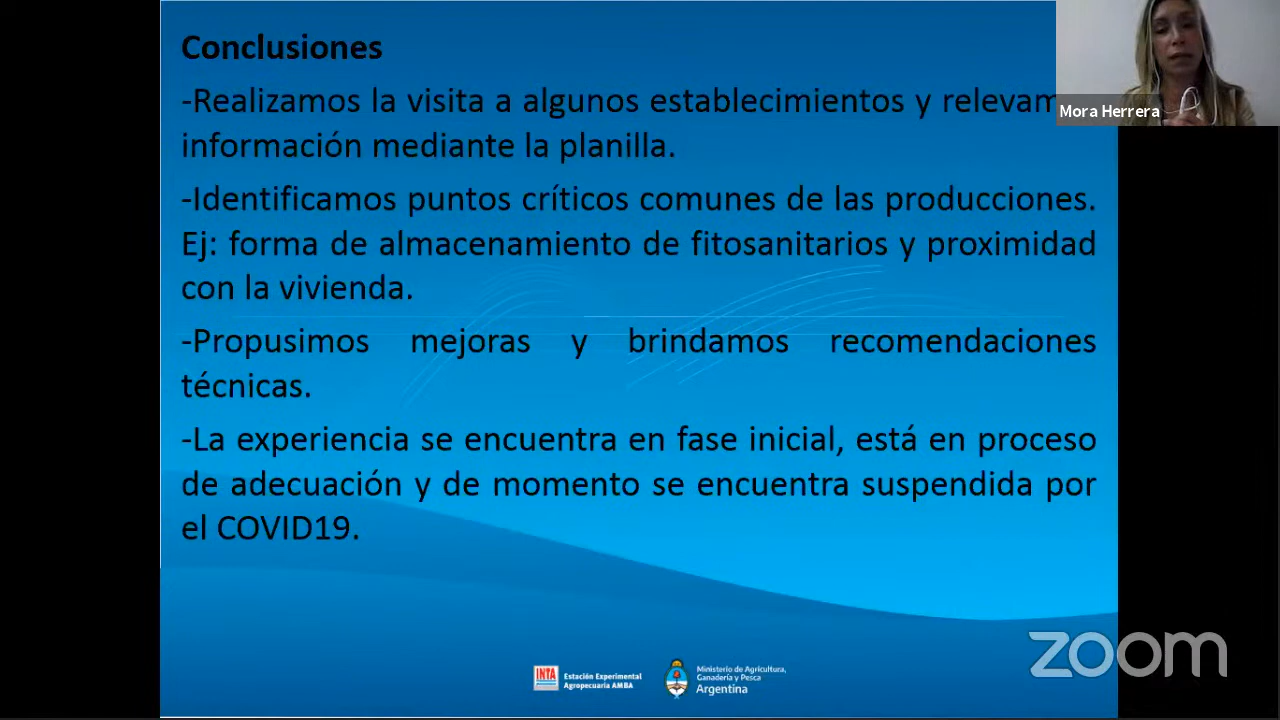 Conclusiones
-Realizamos la visita a algunos establecimientos y
información mediante la planilla.
-Identificamos puntos críticos comunes de las producciones.
Ej: forma de almacenamiento de fitosanitarios y proximidad
con la vivienda.
-Propusimos mejoras y brindamos recomendaciones
técnicas.
-La experiencia se encuentra en fase inicial, está en proceso
de adecuación y de momento se encuentra suspendida por
el COVID19.
Mora Herrera
INTA
Estación Experimental
Agropecuaria AMBA
Ministerio de Agricultura,
Ganadería y Pesca
Argentina
zoom